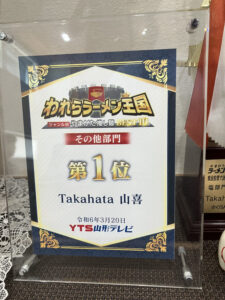 われらラーメン王国
その他部門
第1位
Takahata 山喜
令和6年3月20日
YTS山形テレビ